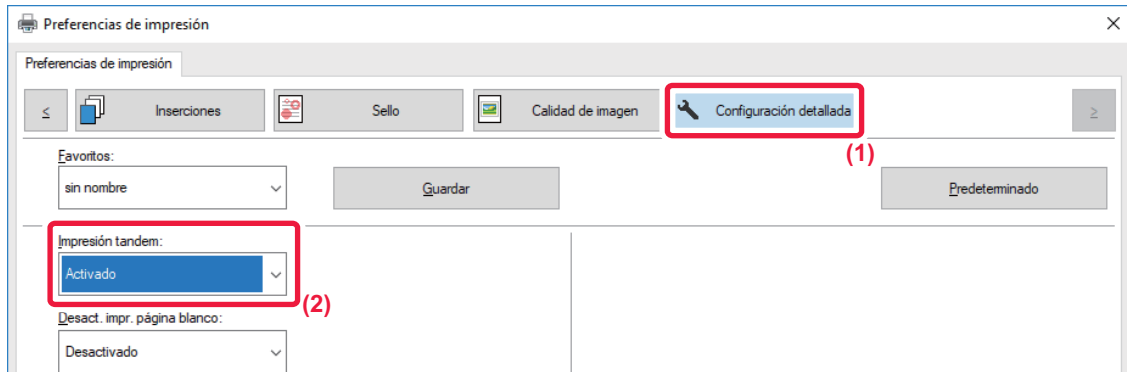 Preferencias de impresión
Preferencias de impresión
< Inserciones Sello Calidad de imagen Configuración detallada >
(1)
Favoritos:
sin nombre Guardar Predeterminado
Impresión tandem:
Activado
(2)
Desact. impr. página blanco:
Desactivado